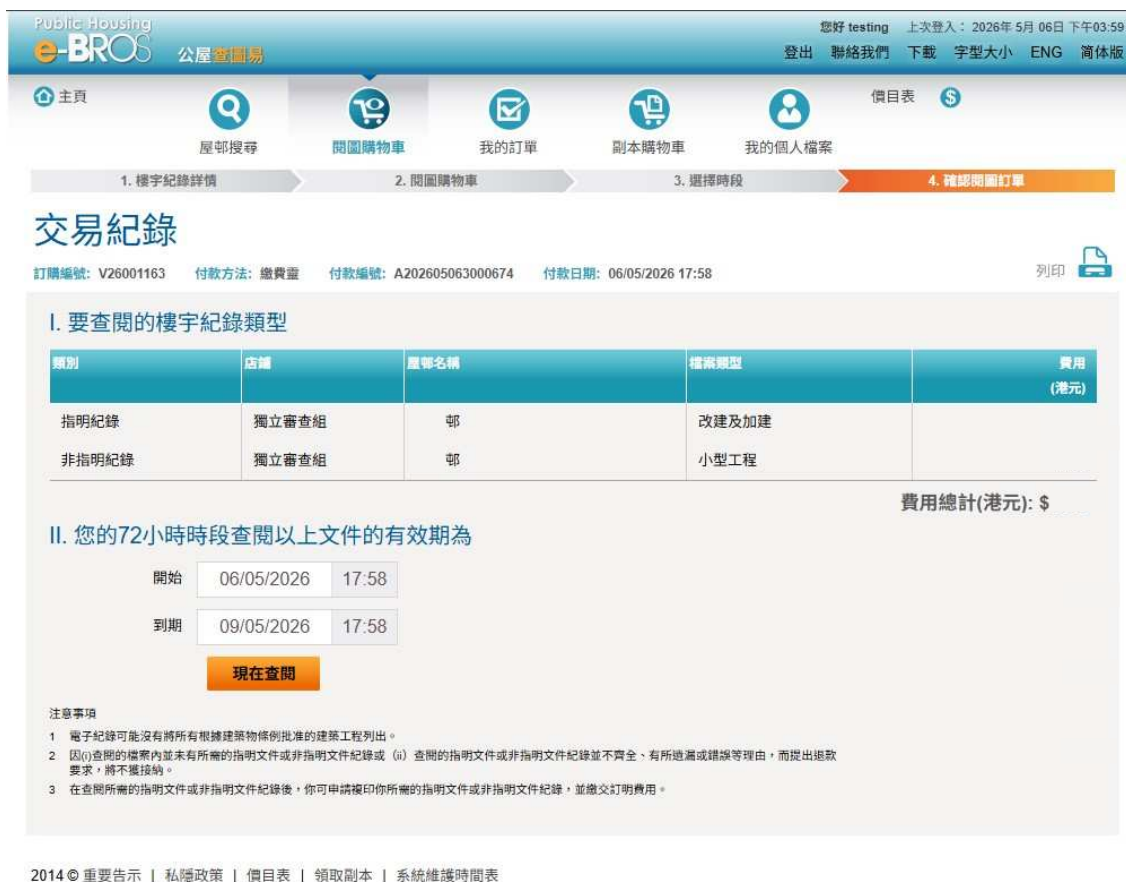 Public Housing
e-BROS 公屋查圖易
您好 testing 上次登入： 2026年 5月 06日 下午03:59
登出 聯絡我們 下載 字型大小 ENG 简体版
主頁
屋邨搜尋
閱圖購物車
我的訂單
副本購物車
我的個人檔案
價目表
1. 樓宇紀錄詳情
2. 閱圖購物車
3. 選擇時段
4. 確認閱圖訂單
交易紀錄
訂購編號: V26001163 付款方法: 繳費靈 付款編號: A202605063000674 付款日期: 06/05/2026 17:58
列印
I. 要查閱的樓宇紀錄類型
類別 店鋪 屋邨名稱 檔案類型 費用
(港元)
指明紀錄 獨立審查組 邨 改建及加建
非指明紀錄 獨立審查組 邨 小型工程
費用總計(港元): $
II. 您的72小時時段查閱以上文件的有效期為
開始 06/05/2026 17:58
到期 09/05/2026 17:58
現在查閱
注意事項
1 電子紀錄可能沒有將所有根據建築物條例批准的建築工程列出。
2 因(i)查閱的檔案內並未有所需的指明文件或非指明文件紀錄或（ii）查閱的指明文件或非指明文件紀錄並不齊全、有所遺漏或錯誤等理由，而提出退款
要求，將不獲接納。
3 在查閱所需的指明文件或非指明文件紀錄後，你可申請複印你所需的指明文件或非指明文件紀錄，並繳交訂明費用。
2014 © 重要告示 | 私隱政策 | 價目表 | 領取副本 | 系統維護時間表